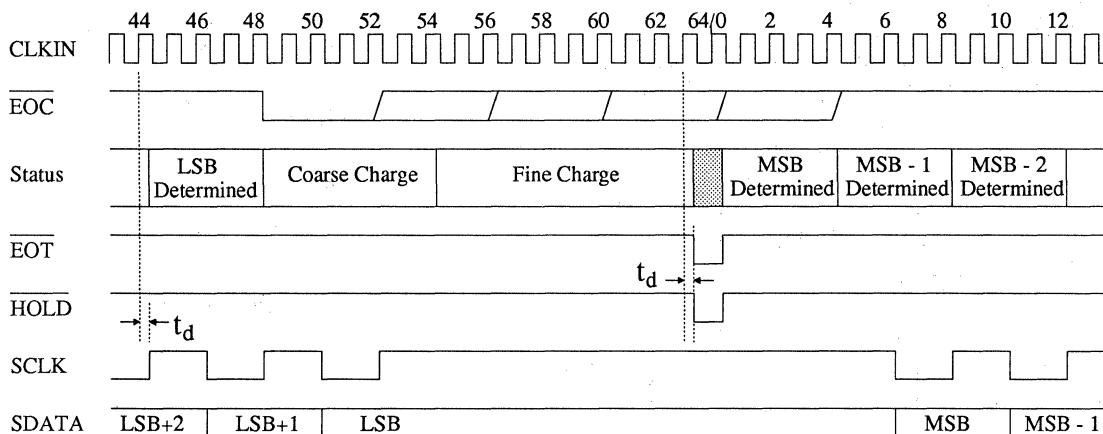 44 46 48 50 52 54 56 58 60 62 64/0 2 4 6 8 10 12
CLKIN
EOC
Status LSB Determined Coarse Charge Fine Charge MSB Determined MSB - 1 Determined MSB - 2 Determined
EOT
td
HOLD
td
SCLK
SDATA LSB+2 LSB+1 LSB MSB MSB - 1